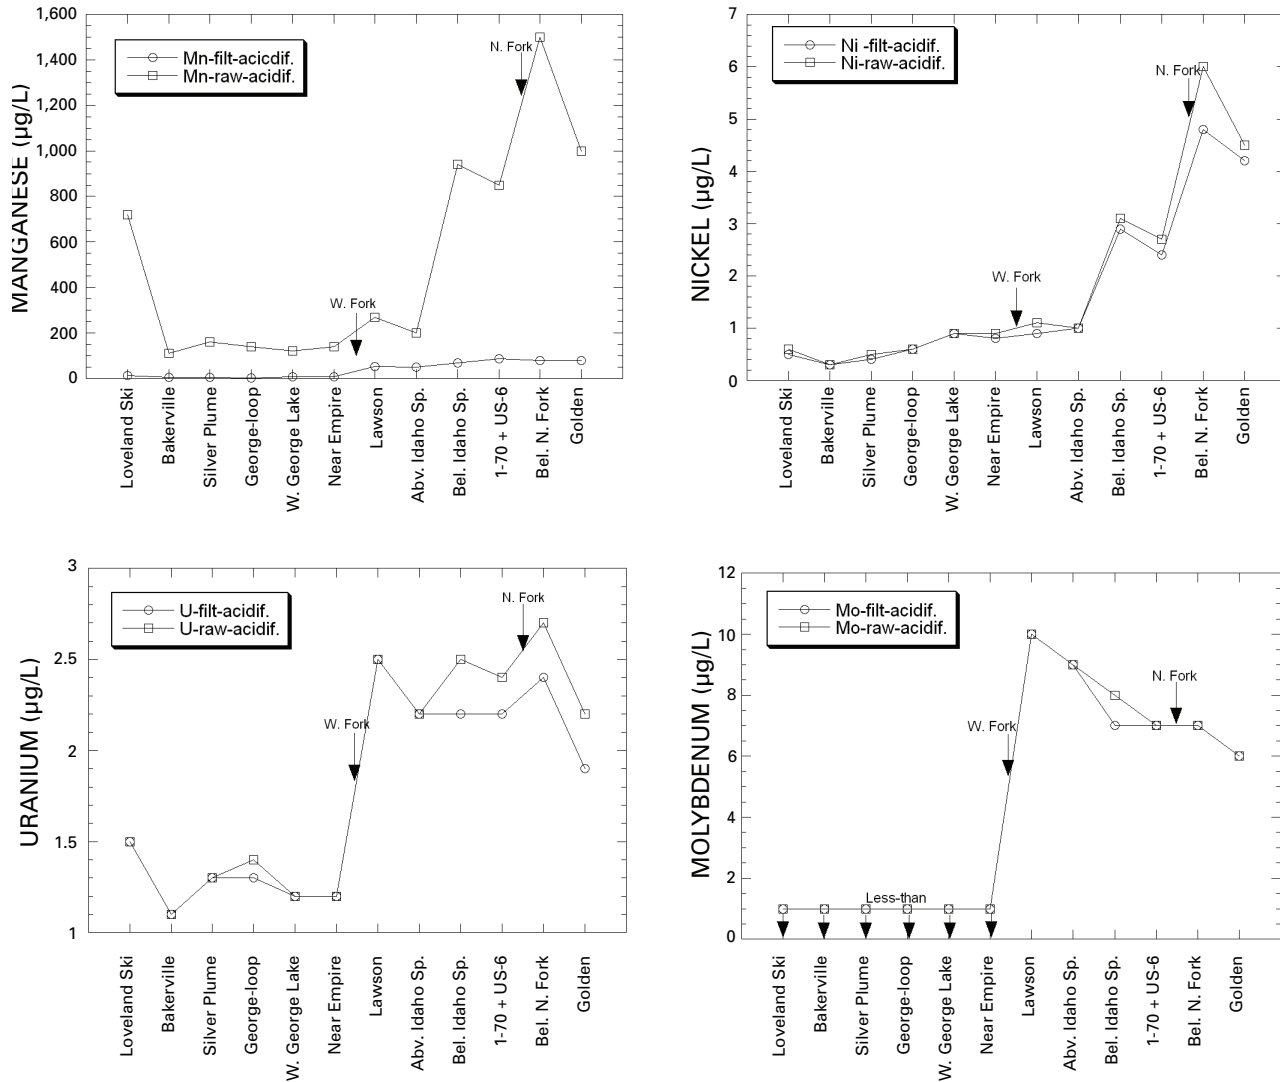 MANGANESE (µg/L)
1,600
1,400
1,200
1,000
800
600
400
200
0
Mn-filt-acicdif.
Mn-raw-acidif.
N. Fork
W. Fork
Loveland Ski
Bakerville
Silver Plume
George-loop
W. George Lake
Near Empire
Lawson
Abv. Idaho Sp.
Bel. Idaho Sp.
1-70 + US-6
Bel. N. Fork
Golden
NICKEL (µg/L)
7
6
5
4
3
2
1
0
Ni -filt-acidif.
Ni-raw-acidif.
N. Fork
W. Fork
Loveland Ski
Bakerville
Silver Plume
George-loop
W. George Lake
Near Empire
Lawson
Abv. Idaho Sp.
Bel. Idaho Sp.
1-70 + US-6
Bel. N. Fork
Golden
URANIUM (µg/L)
3
2.5
2
1.5
1
U-filt-acidif.
U-raw-acidif.
N. Fork
W. Fork
Loveland Ski
Bakerville
Silver Plume
George-loop
W. George Lake
Near Empire
Lawson
Abv. Idaho Sp.
Bel. Idaho Sp.
1-70 + US-6
Bel. N. Fork
Golden
MOLYBDENUM (µg/L)
12
10
8
6
4
2
0
Mo-filt-acidif.
Mo-raw-acidif.
N. Fork
W. Fork
Less-than
Loveland Ski
Bakerville
Silver Plume
George-loop
W. George Lake
Near Empire
Lawson
Abv. Idaho Sp.
Bel. Idaho Sp.
1-70 + US-6
Bel. N. Fork
Golden